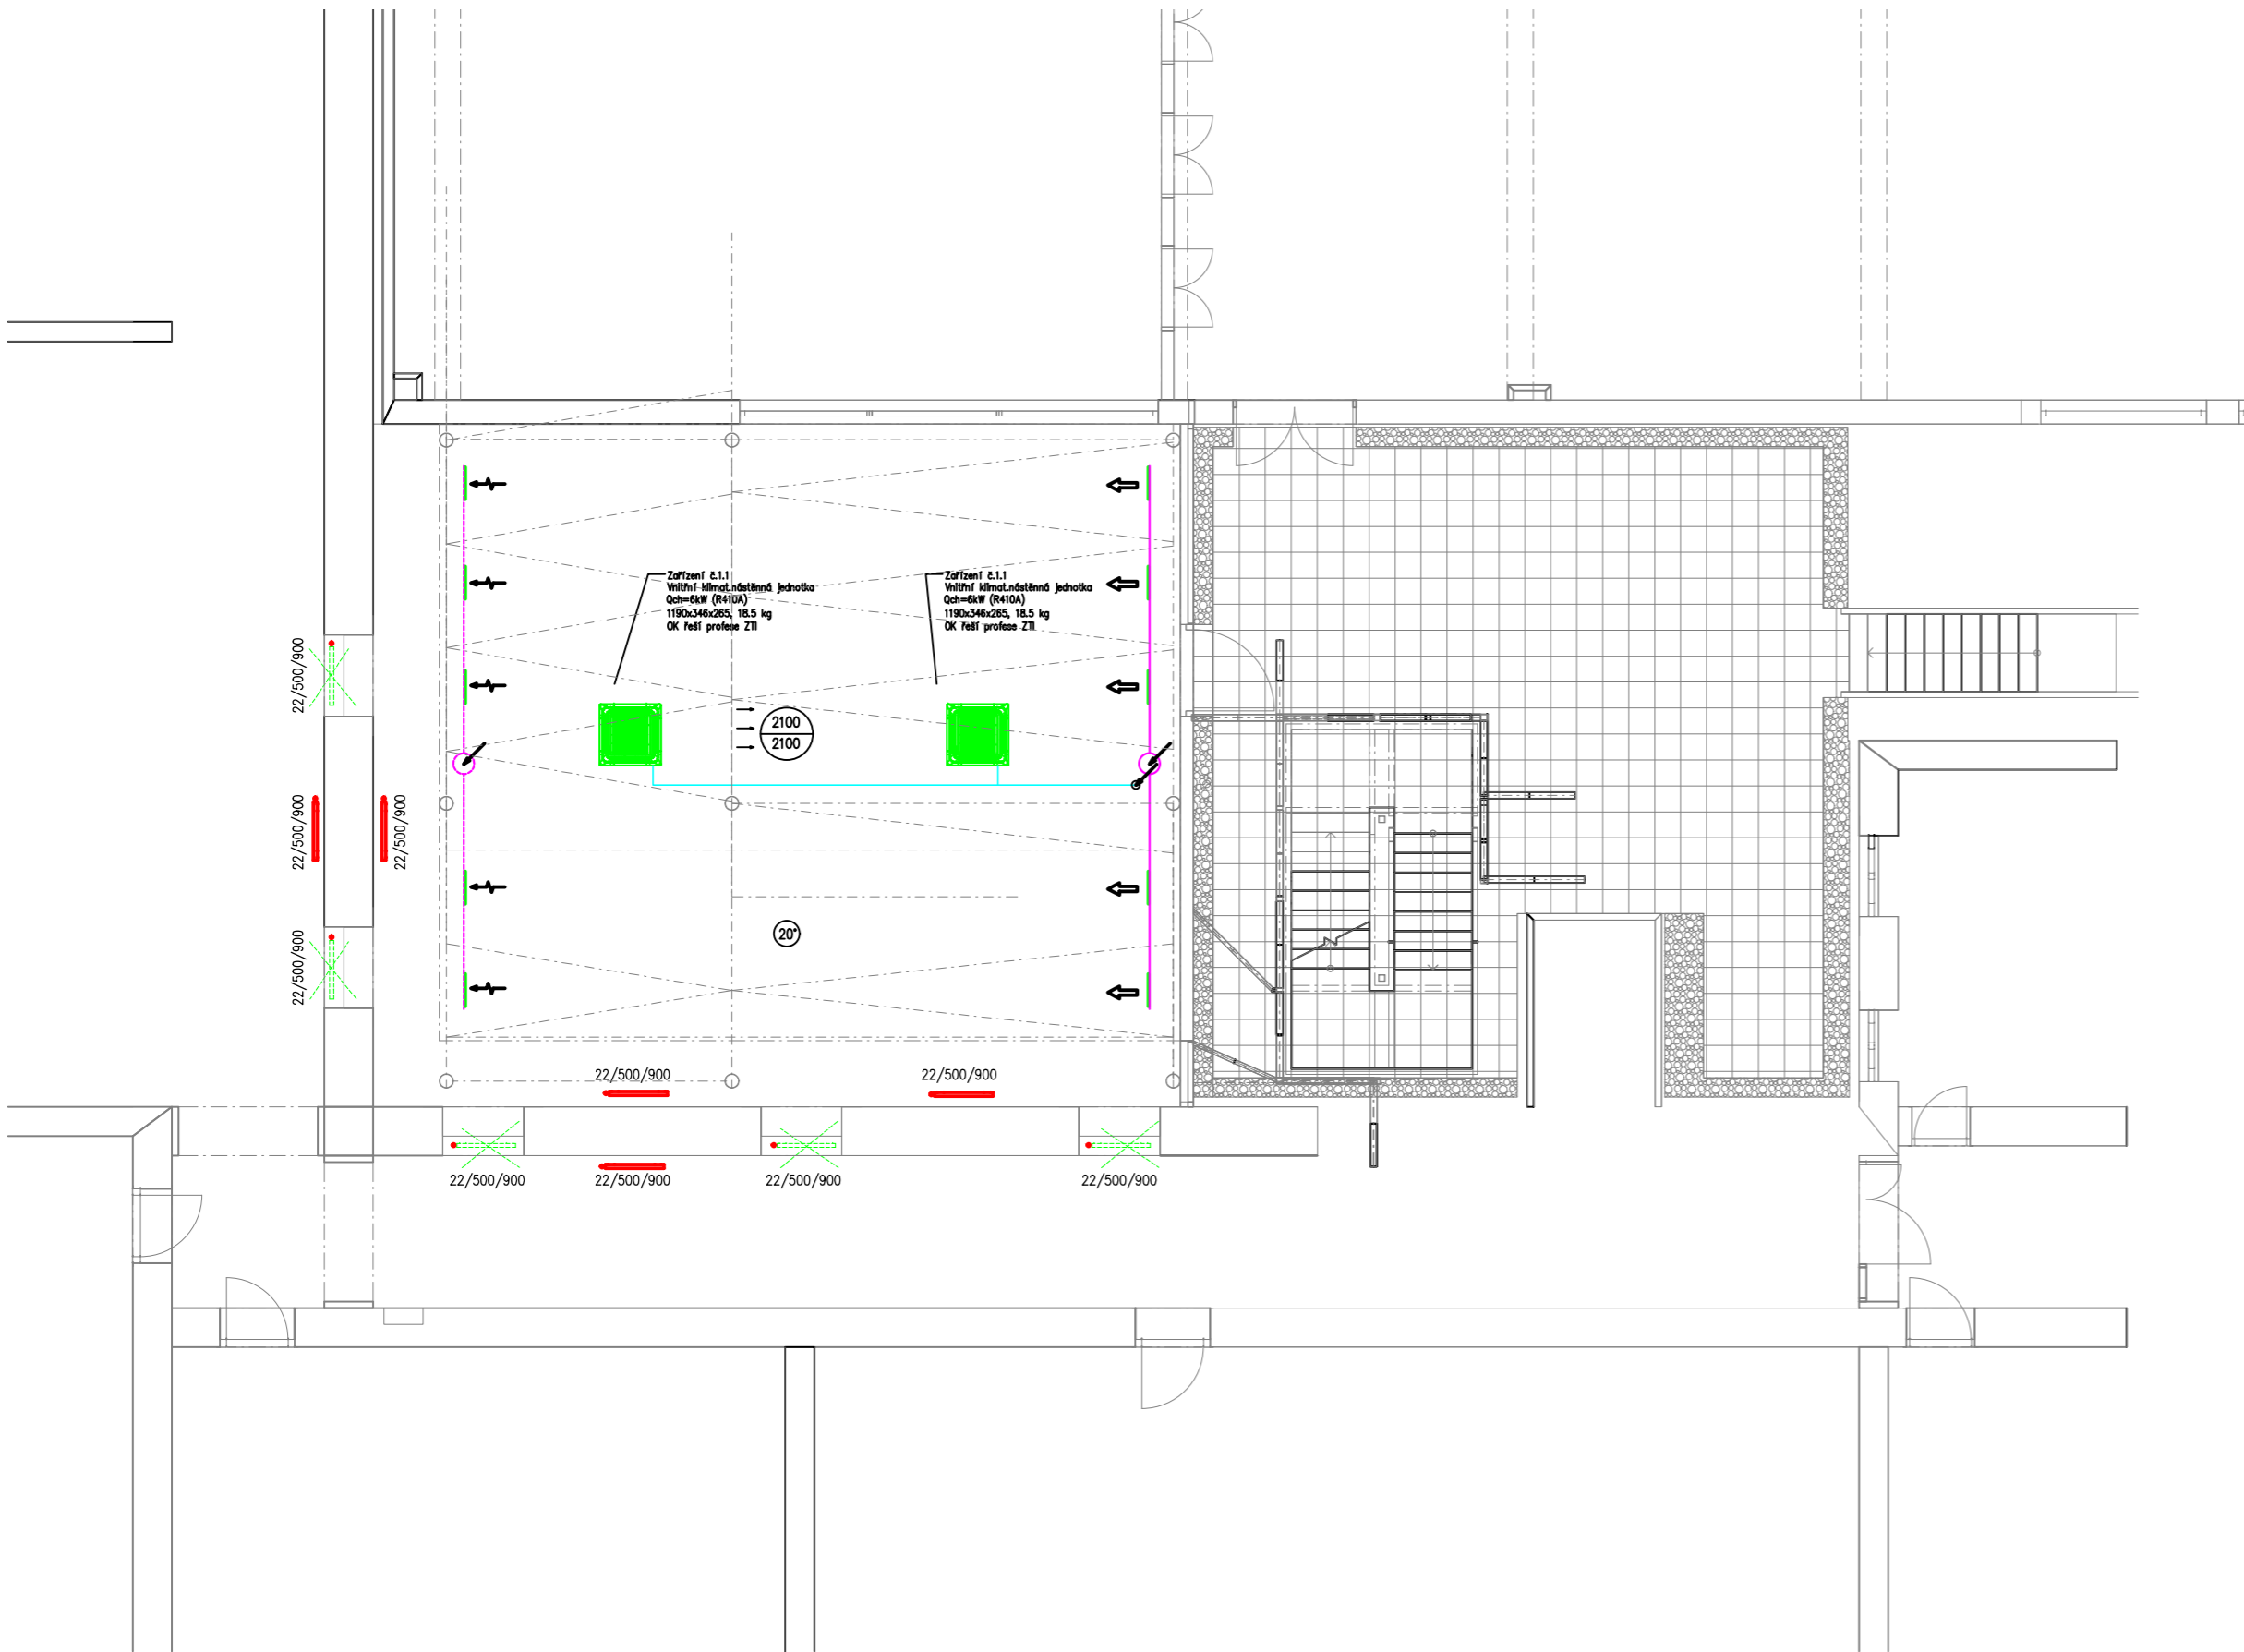 Zařízení č.1.1
Vnitřní klimat.nástěnná jednotka
Qch=6kW (R410A)
1190x346x265, 18.5 kg
OK řeší profese ZTI
Zařízení č.1.1
Vnitřní klimat.nástěnná jednotka
Qch=6kW (R410A)
1190x346x265, 18.5 kg
OK řeší profese ZTI
22/500/900
2100
2100
22/500/900
22/500/900
20°
22/500/900
22/500/900
22/500/900
22/500/900
22/500/900
22/500/900
22/500/900